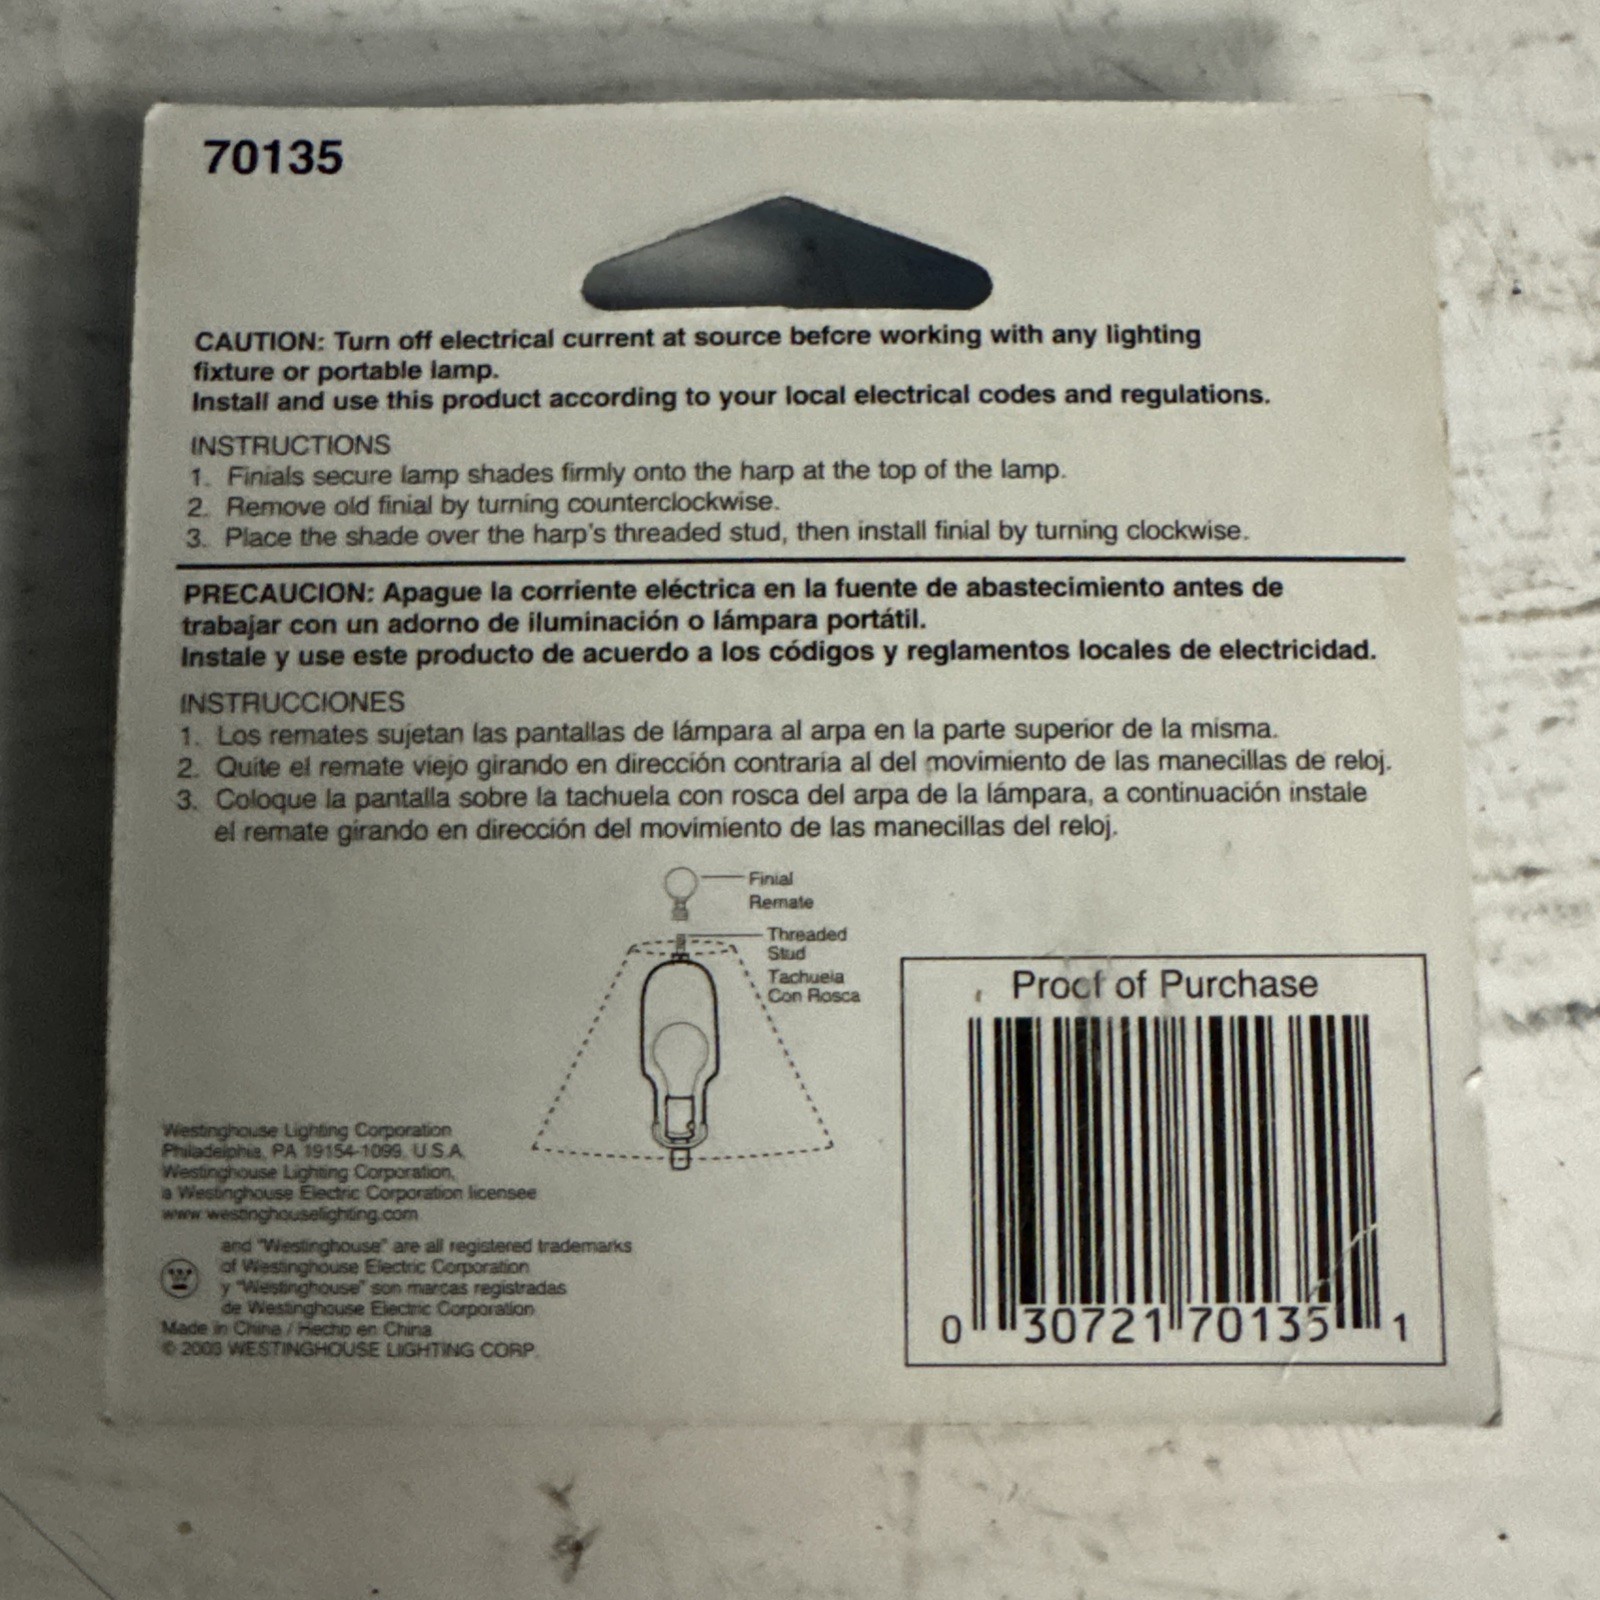 70135
CAUTION: Turn off electrical current at source before working with any lighting
fixture or portable lamp.
Install and use this product according to your local electrical codes and regulations.
INSTRUCTIONS
1. Finials secure lamp shades firmly onto the harp at the top of the lamp.
2. Remove old finial by turning counterclockwise.
3. Place the shade over the harp's threaded stud, then install finial by turning clockwise.
PRECAUCION: Apague la corriente eléctrica en la fuente de abastecimiento antes de
trabajar con un adorno de iluminación o lámpara portátil.
Instale y use este producto de acuerdo a los códigos y reglamentos locales de electricidad.
INSTRUCCIONES
1. Los remates sujetan las pantallas de lámpara al arpa en la parte superior de la misma.
2. Quite el remate viejo girando en dirección contraria al del movimiento de las manecillas de reloj.
3. Coloque la pantalla sobre la tachuela con rosca del arpa de la lámpara, a continuación instale
el remate girando en dirección del movimiento de las manecillas del reloj.
Finial
Remate
Threaded
Stud
Tachuela
Con Rosca
Westinghouse Lighting Corporation
Philadelphia, PA 19154-1099, U.S.A.
Westinghouse Lighting Corporation,
a Westinghouse Electric Corporation licensee
www.westinghouselighting.com
W
and "Westinghouse" are all registered trademarks
of Westinghouse Electric Corporation
y "Westinghouse" son marcas registradas
de Westinghouse Electric Corporation
Made in China / Hecho en China
© 2003 WESTINGHOUSE LIGHTING CORP.
Proof of Purchase
0 30721 70135 1